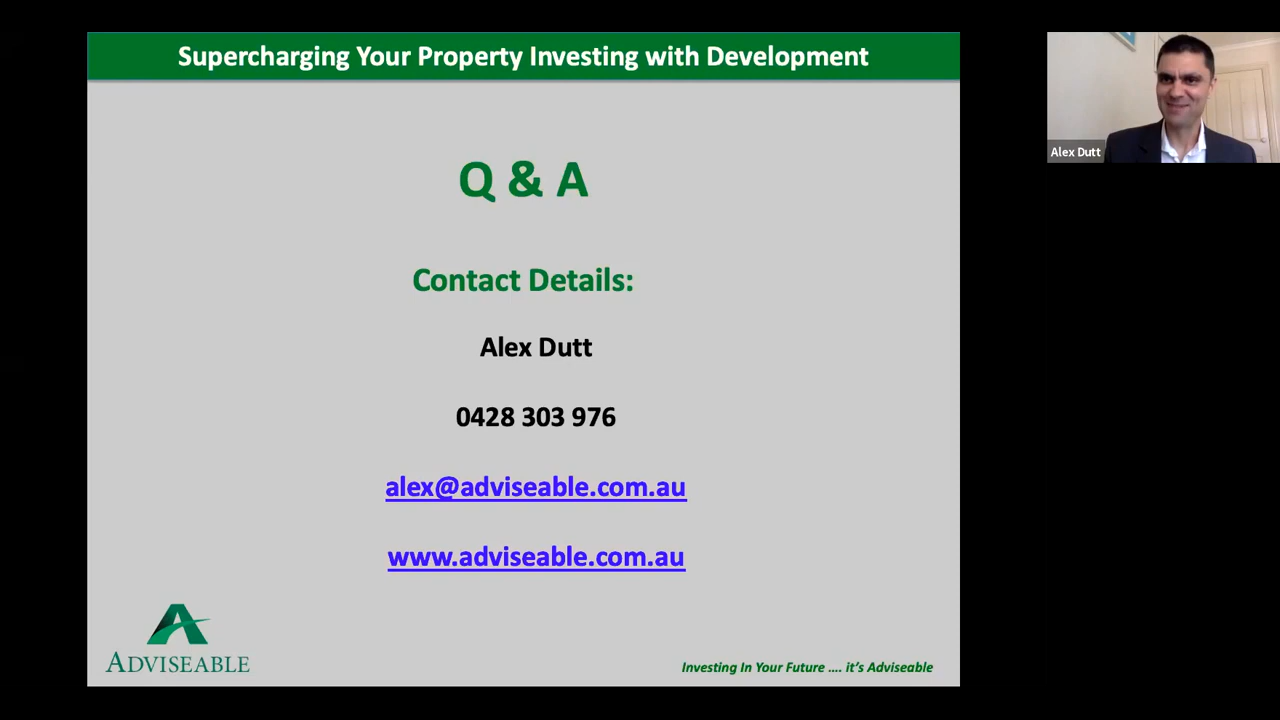 Supercharging Your Property Investing with Development
Q & A
Contact Details:
Alex Dutt
0428 303 976
alex@adviseable.com.au
www.adviseable.com.au
ADVISEABLE
Investing In Your Future .... it's Adviseable
Alex Dutt